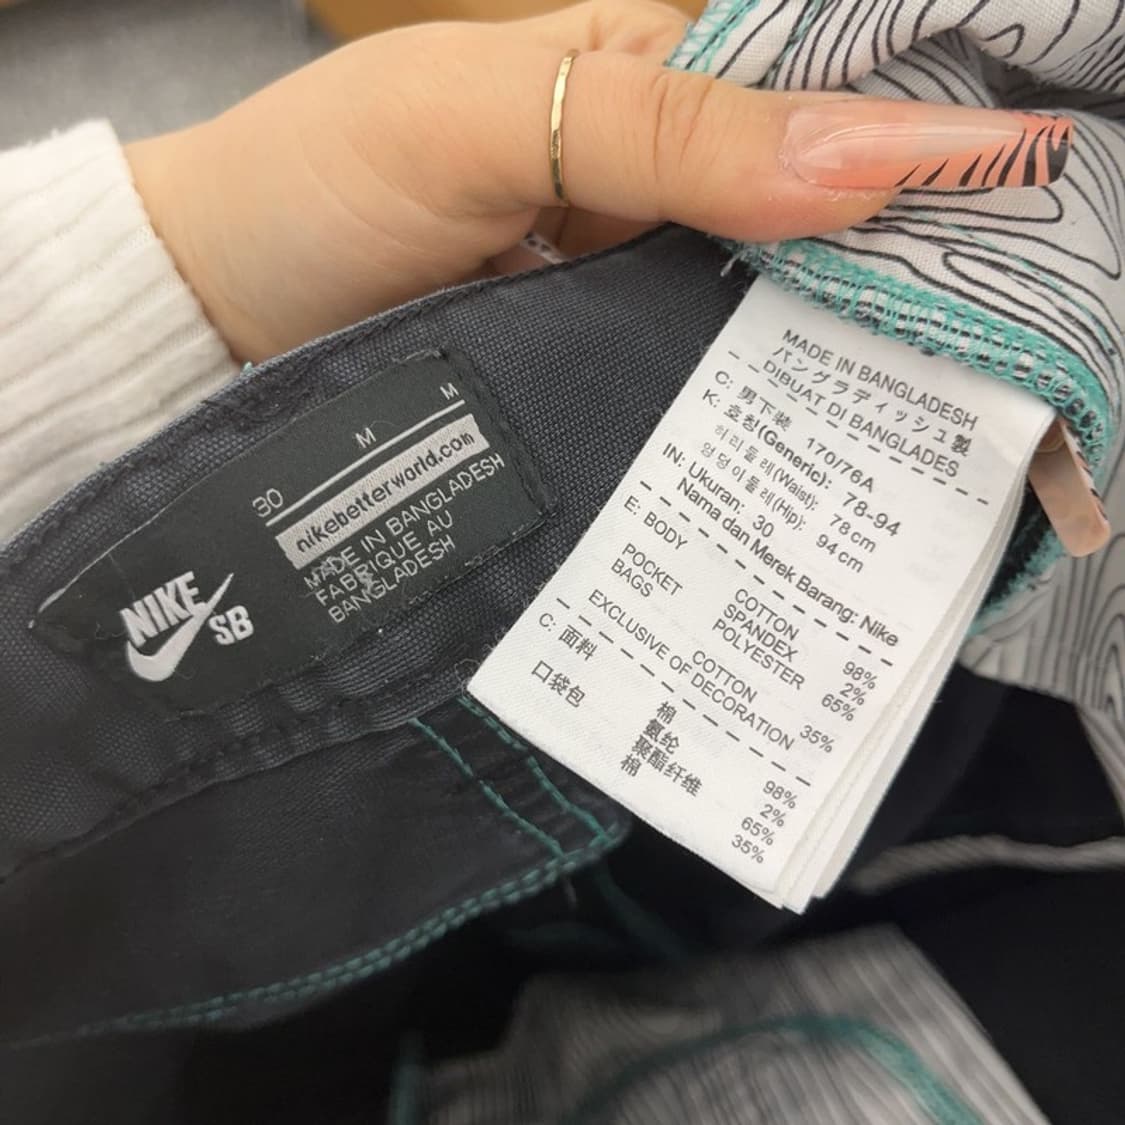 NIKE SB
30 M M
nikebetterworld.com
MADE IN BANGLADESH
FABRIQUE AU
BANGLADESH
MADE IN BANGLADESH
バングラディッシュ製
DIBUAT DI BANGLADES
C: 男下装 170/76A
K: 호칭(Generic): 78-94
허리둘레(Waist): 78cm
엉덩이둘레(Hip): 94cm
IN: Ukuran: 30
Nama dan Merek Barang: Nike
E: BODY COTTON 98%
SPANDEX 2%
POCKET POLYESTER 65%
BAGS COTTON 35%
EXCLUSIVE OF DECORATION
C: 面料 棉 98%
氨纶 2%
口袋包 聚酯纤维 65%
棉 35%